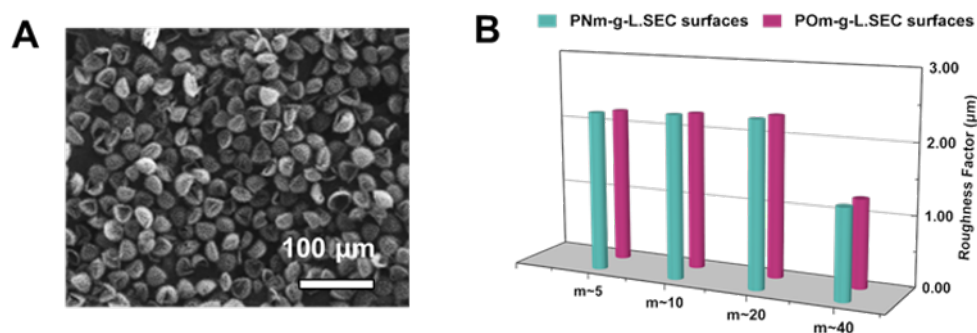 A
100 µm
B
PNm-g-L.SEC surfaces
POm-g-L.SEC surfaces
3.00
2.00
1.00
0.00
Roughness Factor (µm)
m~5
m~10
m~20
m~40